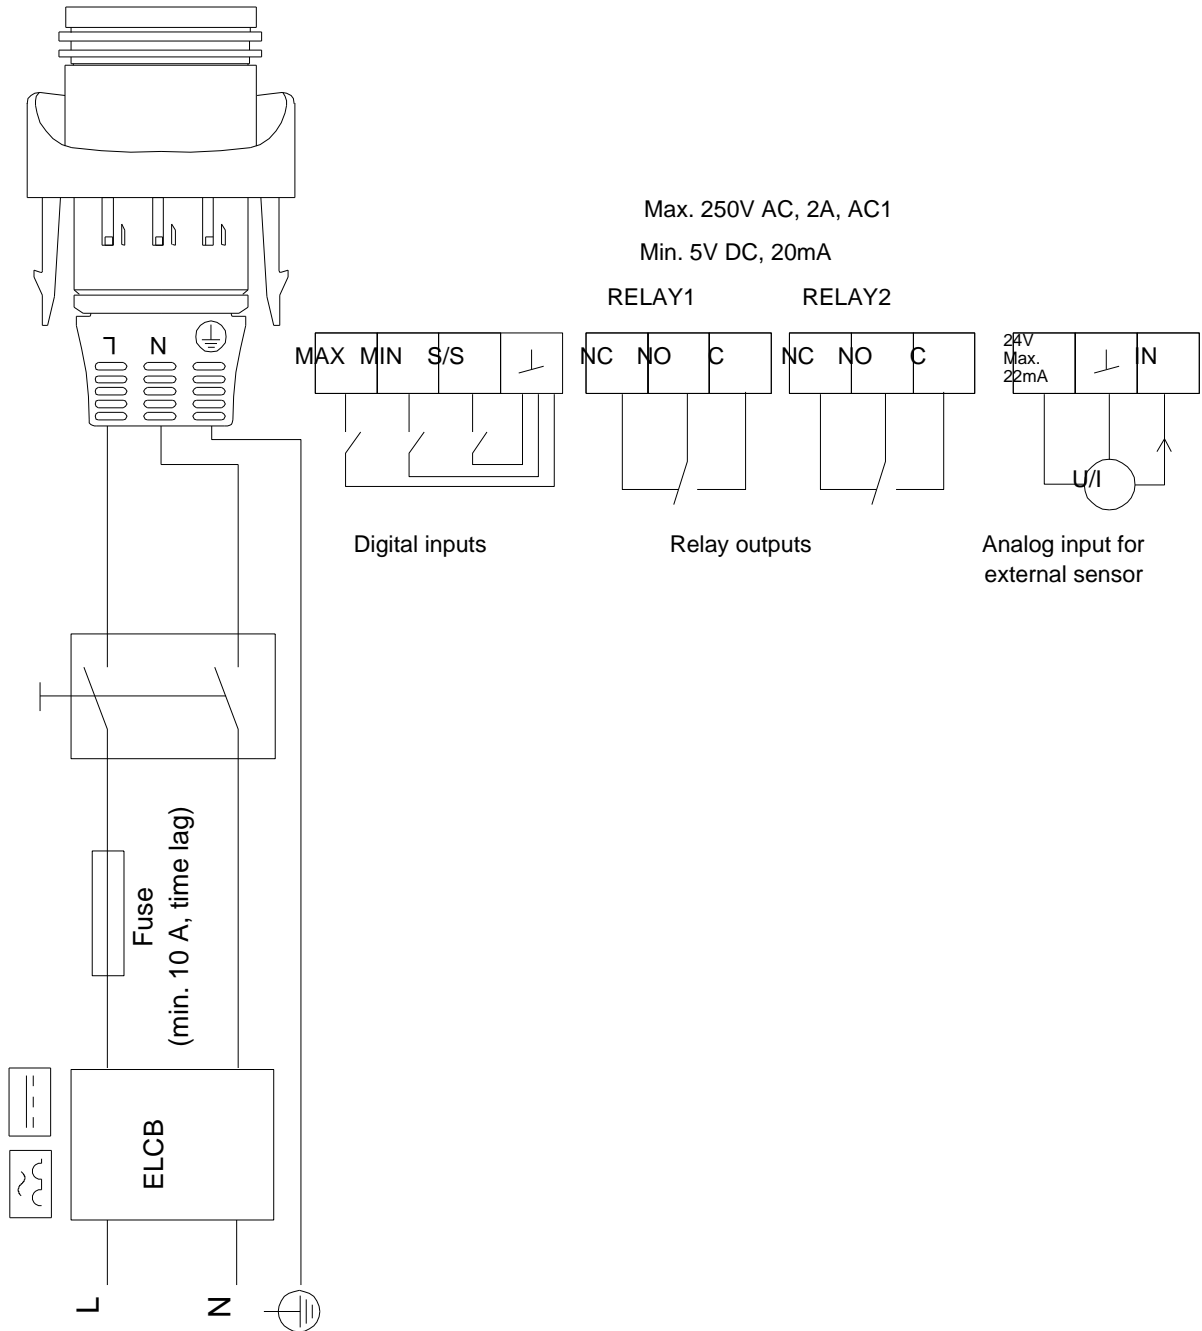 Max. 250V AC, 2A, AC1
Min. 5V DC, 20mA
RELAY1 RELAY2
L N
MAX MIN S/S
NC NO C
NC NO C
24V
Max.
22mA
IN
U/I
Digital inputs
Relay outputs
Analog input for
external sensor
Fuse
(min. 10 A, time lag)
ELCB
L N